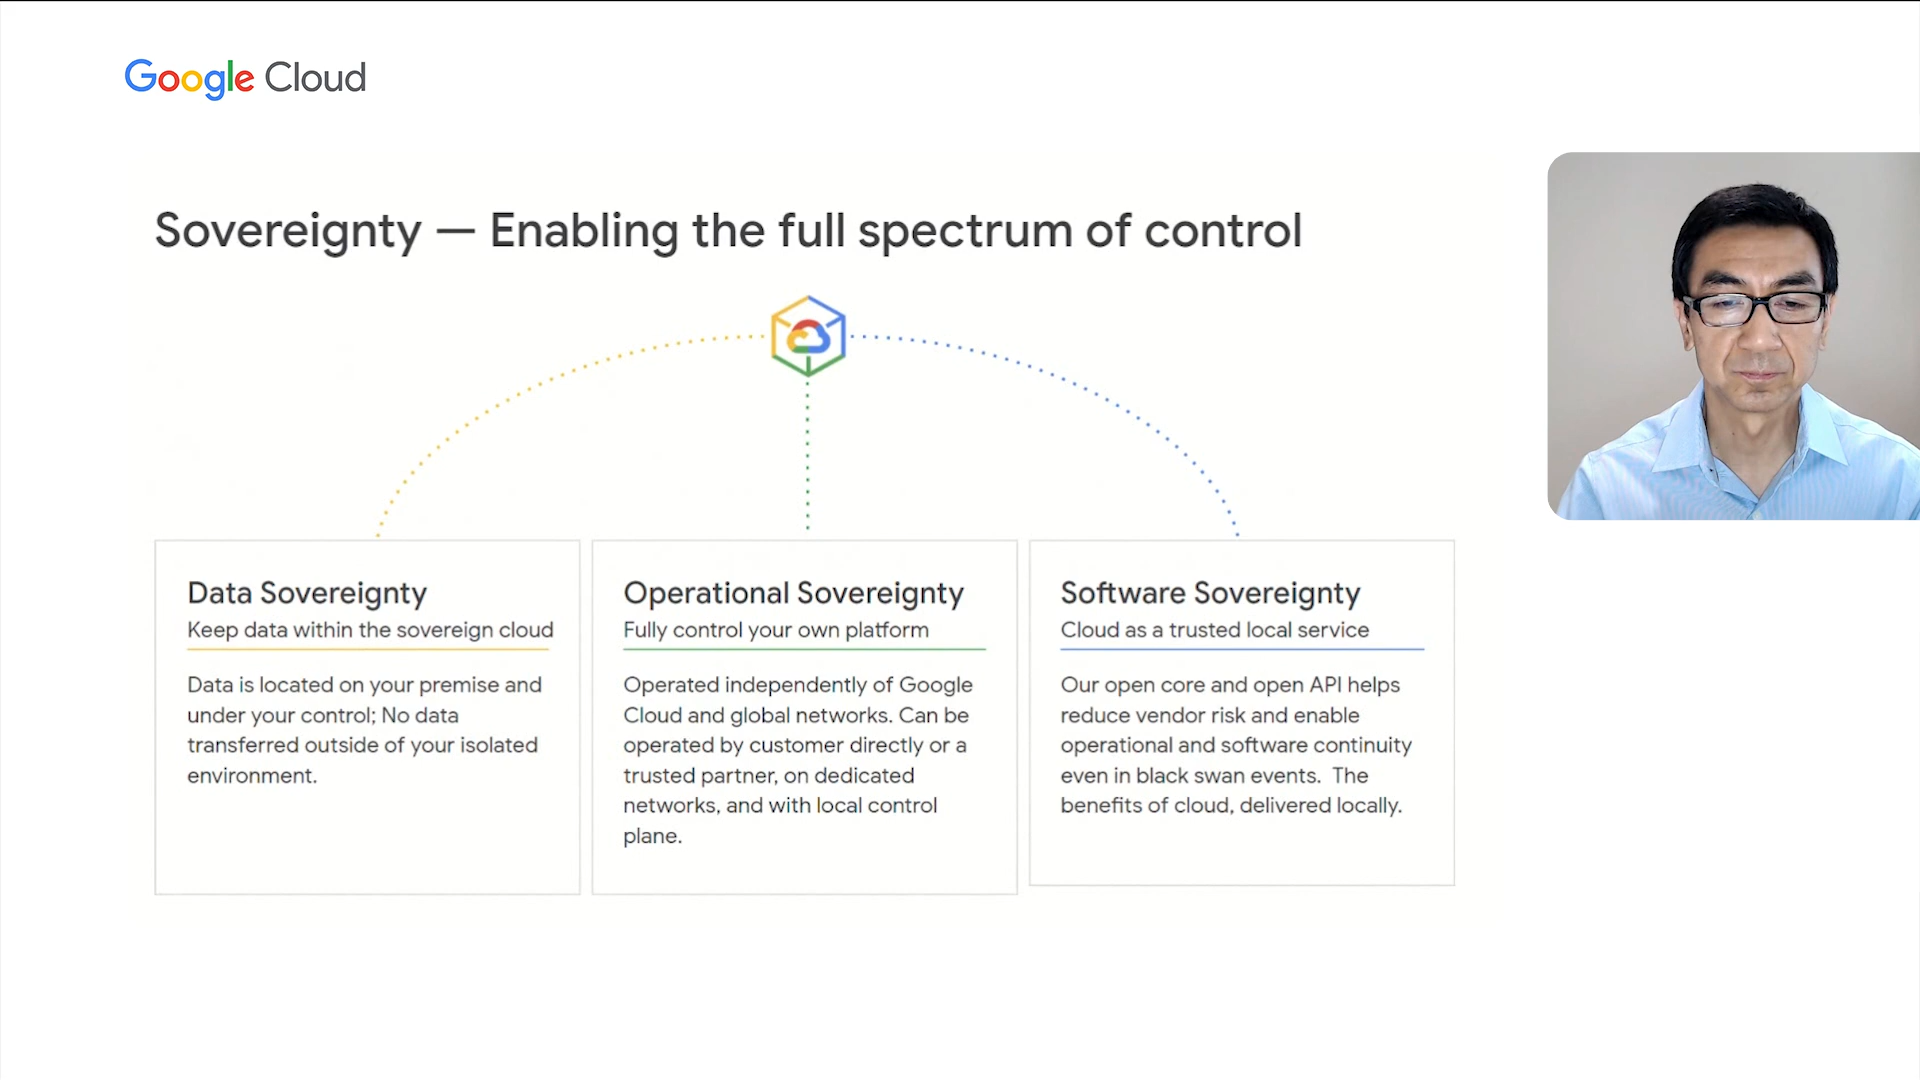 Google Cloud
Sovereignty — Enabling the full spectrum of control
Data Sovereignty
Keep data within the sovereign cloud
Data is located on your premise and
under your control; No data
transferred outside of your isolated
environment.
Operational Sovereignty
Fully control your own platform
Operated independently of Google
Cloud and global networks. Can be
operated by customer directly or a
trusted partner, on dedicated
networks, and with local control
plane.
Software Sovereignty
Cloud as a trusted local service
Our open core and open API helps
reduce vendor risk and enable
operational and software continuity
even in black swan events. The
benefits of cloud, delivered locally.